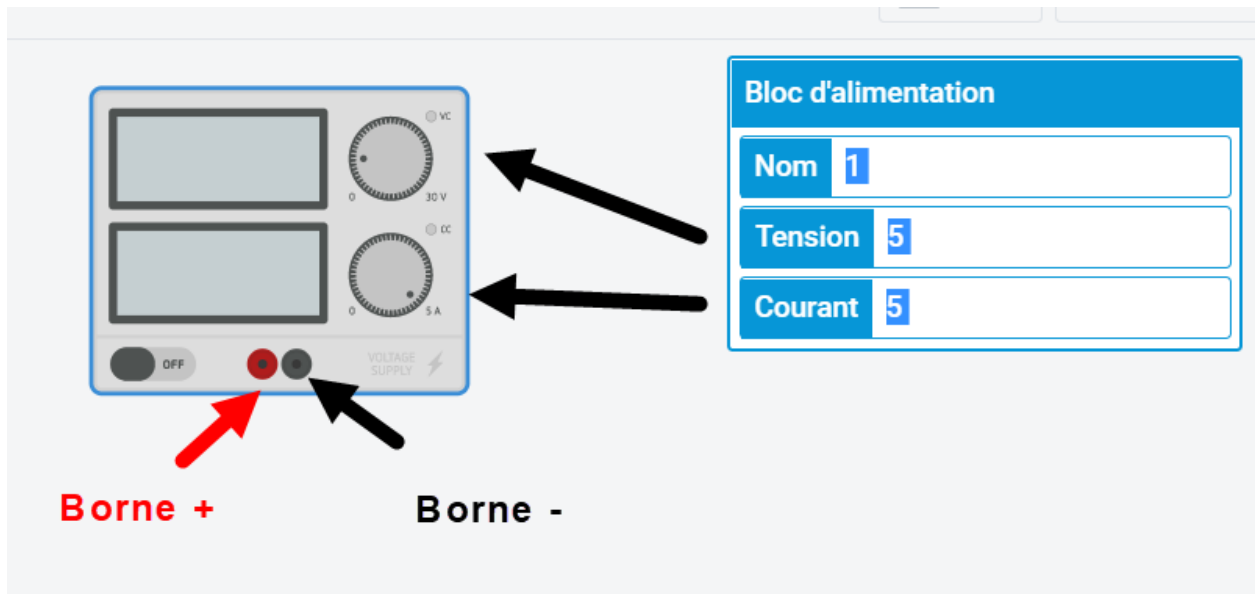 Bloc d'alimentation
Nom 1
Tension 5
Courant 5
VC
0 30 V
CC
0 5 A
OFF
VOLTAGE
SUPPLY
Borne +
Borne -